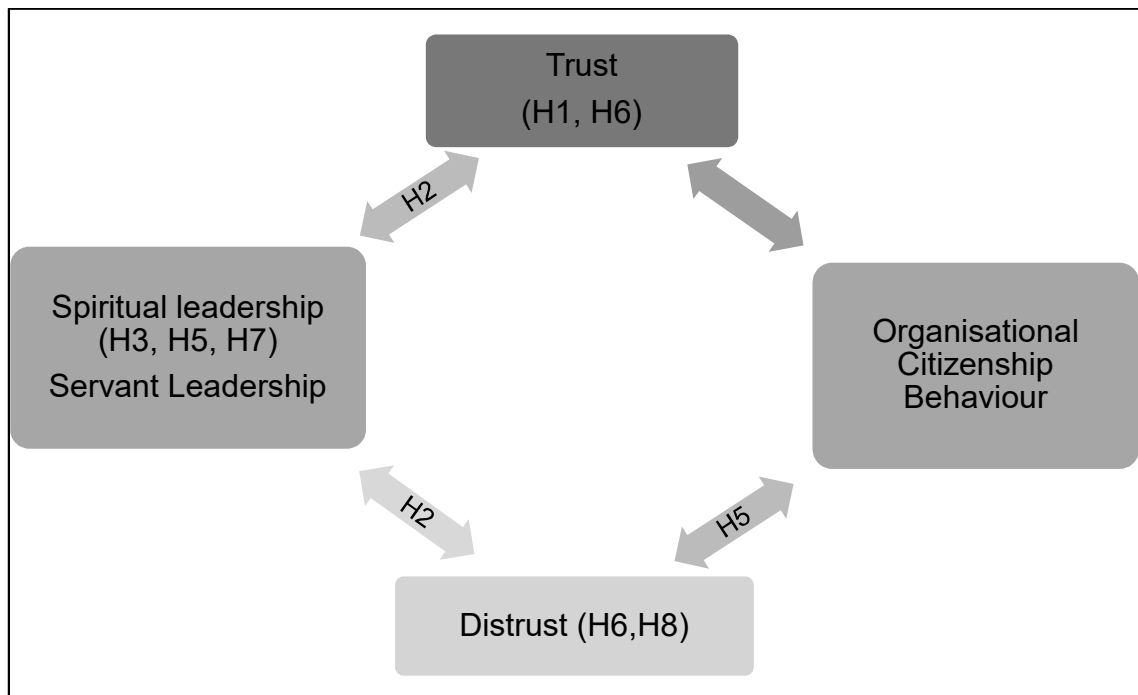 Trust
(H1, H6)
H2
Spiritual leadership
(H3, H5, H7)
Servant Leadership
Organisational
Citizenship
Behaviour
H2
H5
Distrust (H6,H8)